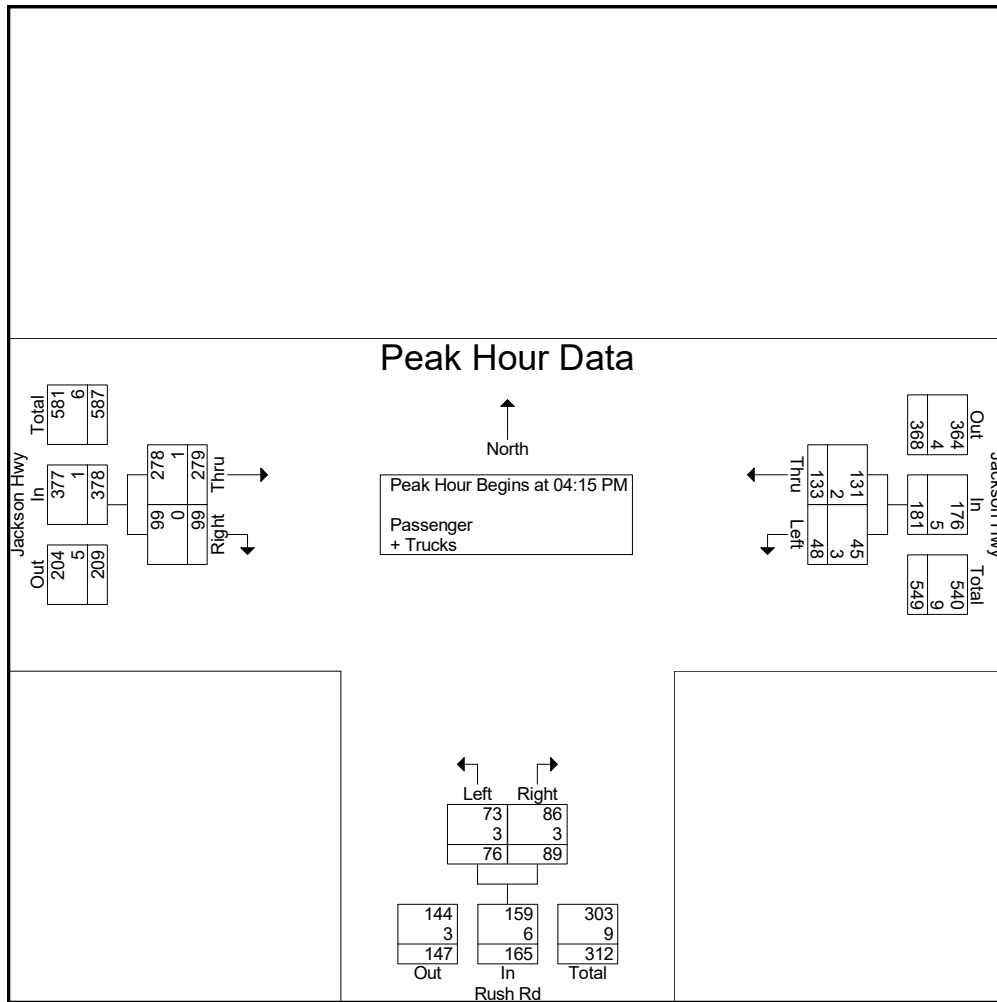 Peak Hour Data
North
Peak Hour Begins at 04:15 PM
Passenger
+ Trucks
Jackson Hwy
Total
581
6
587
In
377
1
378
Out
204
5
209
Thru
278
1
279
Right
99
0
99
Jackson Hwy
Out
364
4
368
In
176
5
181
Total
540
9
549
Thru
131
2
133
Left
45
3
48
Left Right
73 86
3 3
76 89
144 159 303
3 6 9
147 165 312
Out In Total
Rush Rd